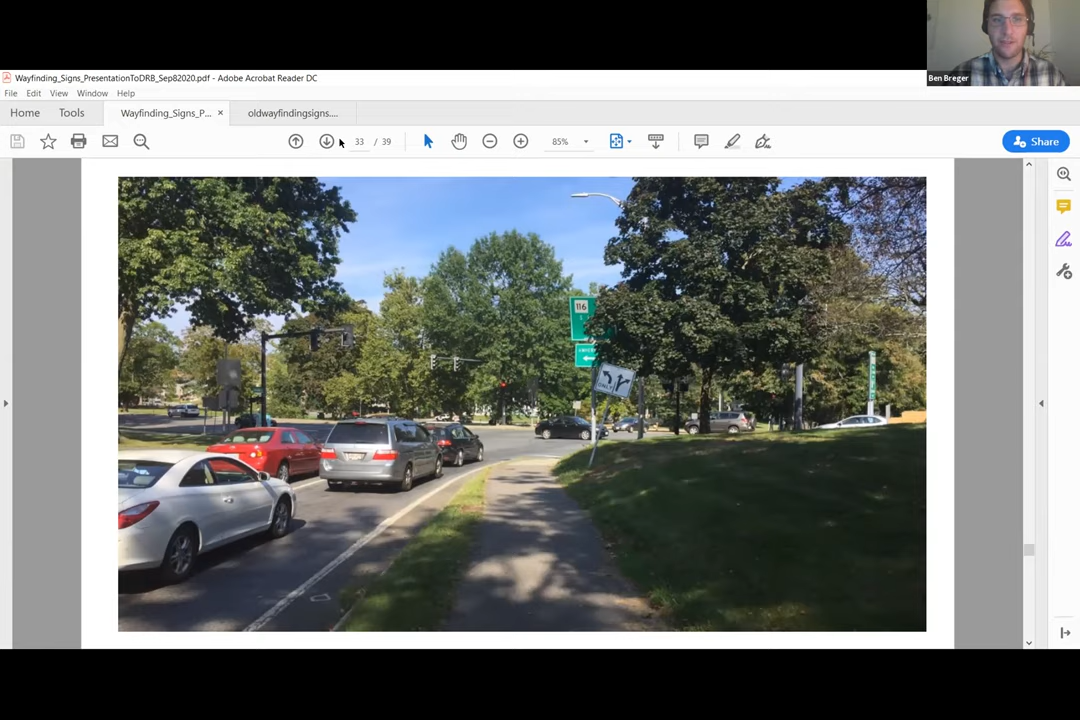 Ben Breger
Wayfinding_Signs_PresentationToDRB_Sep82020.pdf - Adobe Acrobat Reader DC
File Edit View Window Help
Home Tools Wayfinding_Signs_P... × oldwayfindingsigns....
33 / 39 85% Share
116
ONLY